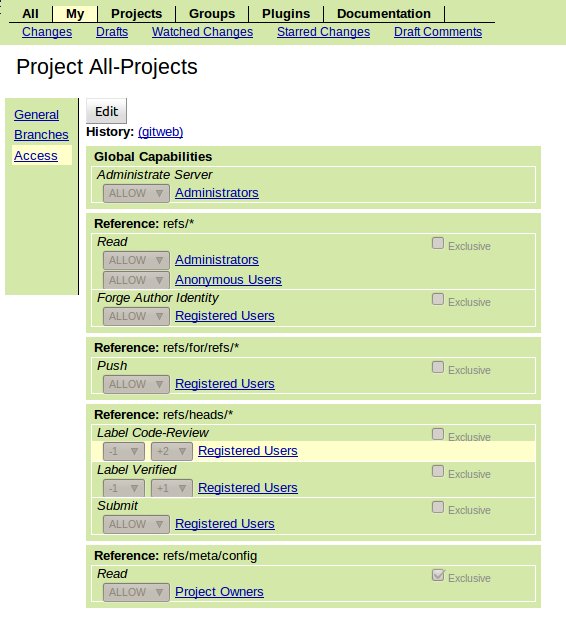 All My Projects Groups Plugins Documentation
Changes Drafts Watched Changes Starred Changes Draft Comments
Project All-Projects
General
Branches
Access
Edit
History: (gitweb)
Global Capabilities
Administrate Server
ALLOW Administrators
Reference: refs/*
Read Exclusive
ALLOW Administrators
ALLOW Anonymous Users
Forge Author Identity Exclusive
ALLOW Registered Users
Reference: refs/for/refs/*
Push Exclusive
ALLOW Registered Users
Reference: refs/heads/*
Label Code-Review Exclusive
-1 +2 Registered Users
Label Verified Exclusive
-1 +1 Registered Users
Submit Exclusive
ALLOW Registered Users
Reference: refs/meta/config
Read Exclusive
ALLOW Project Owners